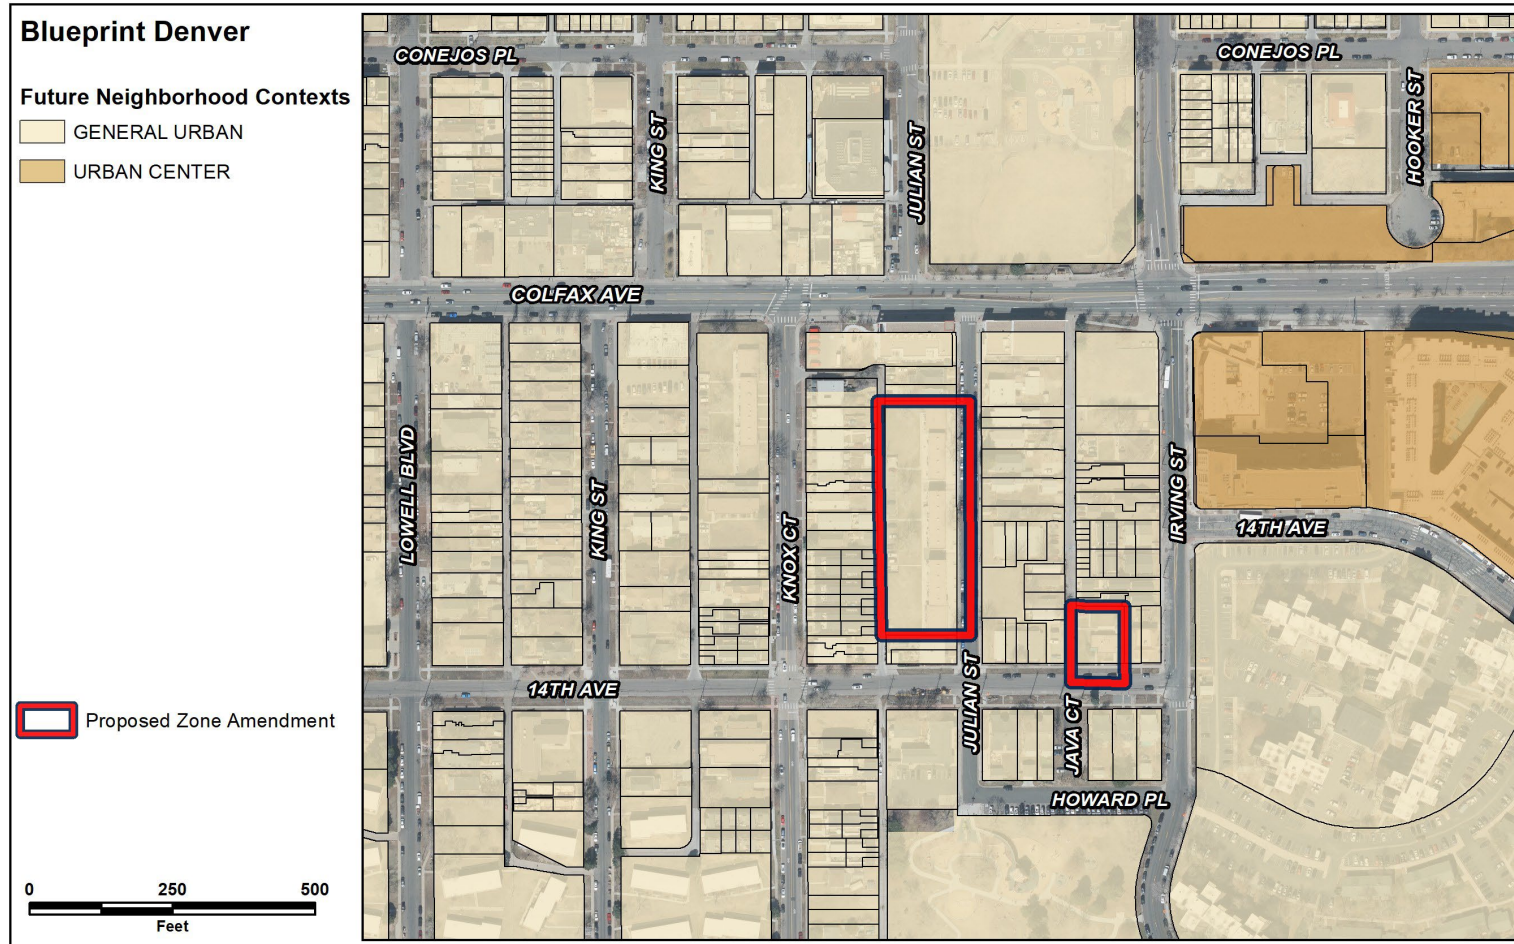 Blueprint Denver
Future Neighborhood Contexts
GENERAL URBAN
URBAN CENTER
Proposed Zone Amendment
0 250 500
Feet
CONEJOS PL
CONEJOS PL
KING ST
JULIAN ST
HOOKER ST
COLFAX AVE
LOWELL BLVD
KING ST
KNOX CT
IRVING ST
14TH AVE
14TH AVE
JULIAN ST
JAVA CT
HOWARD PL